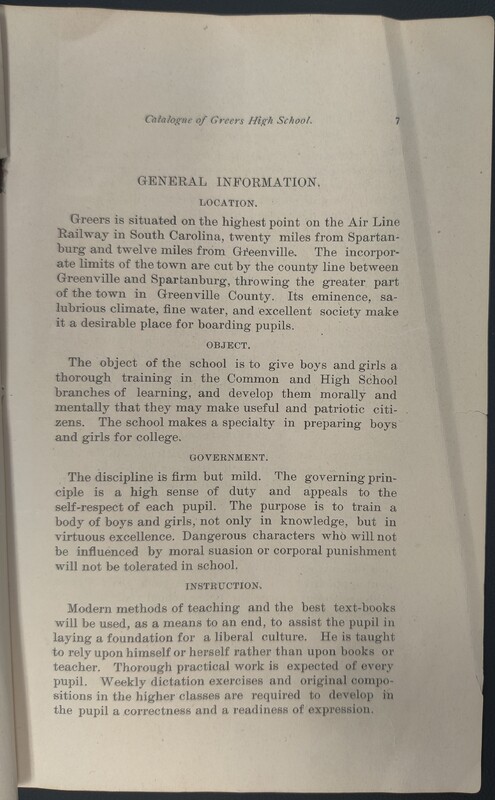 Catalogue of Greers High School. 7
GENERAL INFORMATION.
LOCATION.
Greers is situated on the highest point on the Air Line
Railway in South Carolina, twenty miles from Spartan-
burg and twelve miles from Greenville. The incorpor-
ate limits of the town are cut by the county line between
Greenville and Spartanburg, throwing the greater part
of the town in Greenville County. Its eminence, sa-
lubrious climate, fine water, and excellent society make
it a desirable place for boarding pupils.
OBJECT.
The object of the school is to give boys and girls a
thorough training in the Common and High School
branches of learning, and develop them morally and
mentally that they may make useful and patriotic citi-
zens. The school makes a specialty in preparing boys
and girls for college.
GOVERNMENT.
The discipline is firm but mild. The governing prin-
ciple is a high sense of duty and appeals to the
self-respect of each pupil. The purpose is to train a
body of boys and girls, not only in knowledge, but in
virtuous excellence. Dangerous characters who will not
be influenced by moral suasion or corporal punishment
will not be tolerated in school.
INSTRUCTION.
Modern methods of teaching and the best text-books
will be used, as a means to an end, to assist the pupil in
laying a foundation for a liberal culture. He is taught
to rely upon himself or herself rather than upon books or
teacher. Thorough practical work is expected of every
pupil. Weekly dictation exercises and original compo-
sitions in the higher classes are required to develop in
the pupil a correctness and a readiness of expression.